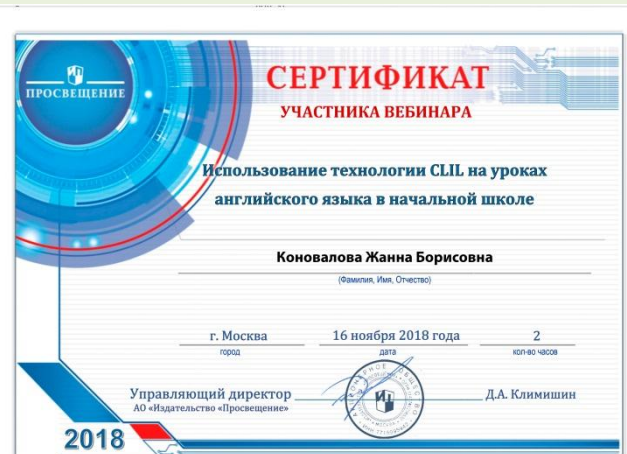 ПРОСВЕЩЕНИЕ
СЕРТИФИКАТ
УЧАСТНИКА ВЕБИНАРА
Использование технологии CLIL на уроках
английского языка в начальной школе
Коновалова Жанна Борисовна
(Фамилия, Имя, Отчество)
г. Москва 16 ноября 2018 года 2
город дата кол-во часов
Управляющий директор Д.А. Климишин
АО «Издательство «Просвещение»
2018